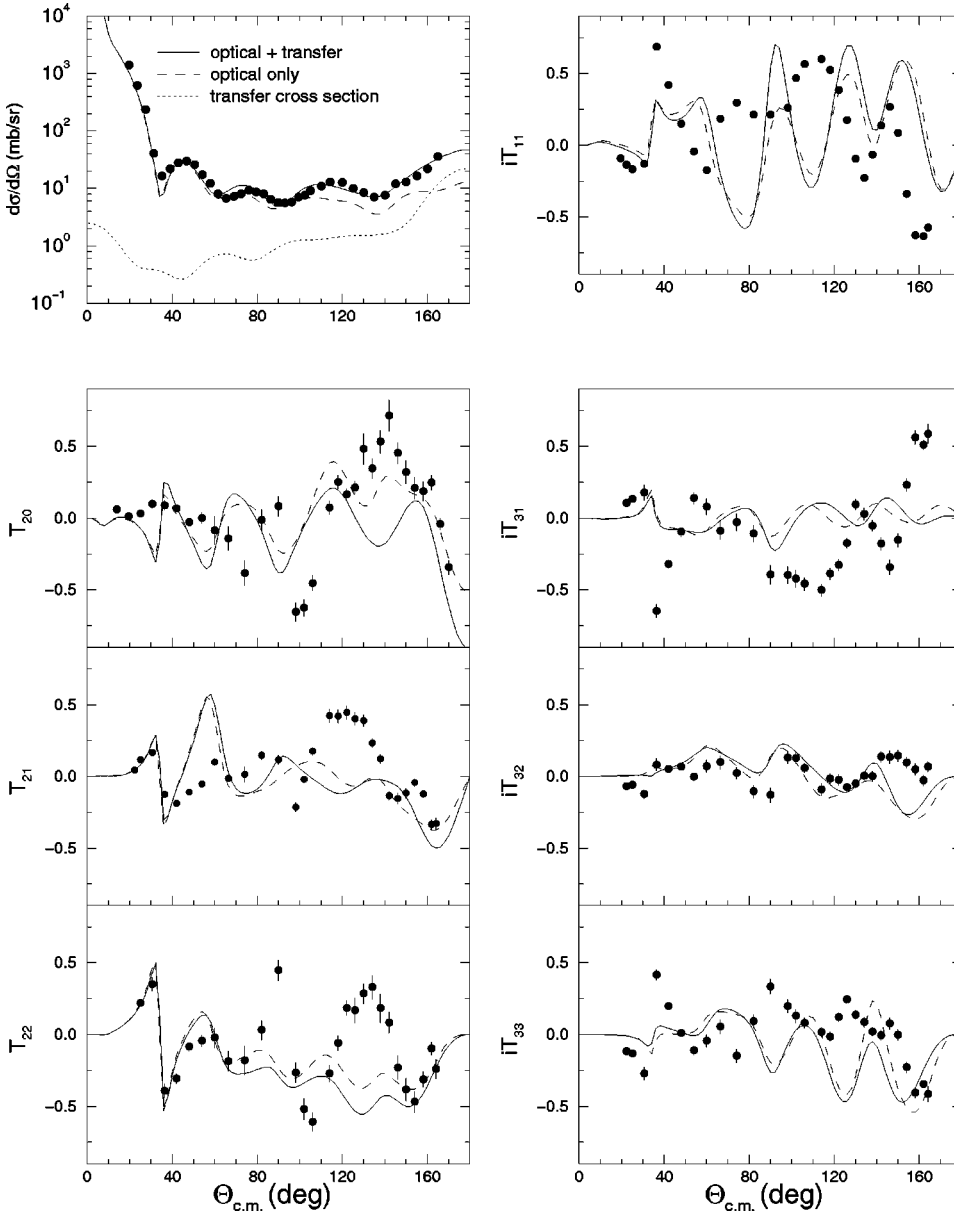 10⁴
10³
10²
10¹
10⁰
10⁻¹
dσ/dΩ (mb/sr)
optical + transfer
optical only
transfer cross section
0 40 80 120 160
0.5
0.0
−0.5
iT₁₁
0 40 80 120 160
0.5
0.0
−0.5
T₂₀
0.5
0.0
−0.5
iT₃₁
0.5
0.0
−0.5
T₂₁
0.5
0.0
−0.5
iT₃₂
0.5
0.0
−0.5
T₂₂
0 40 80 120 160
Θc.m. (deg)
0.5
0.0
−0.5
iT₃₃
0 40 80 120 160
Θc.m. (deg)